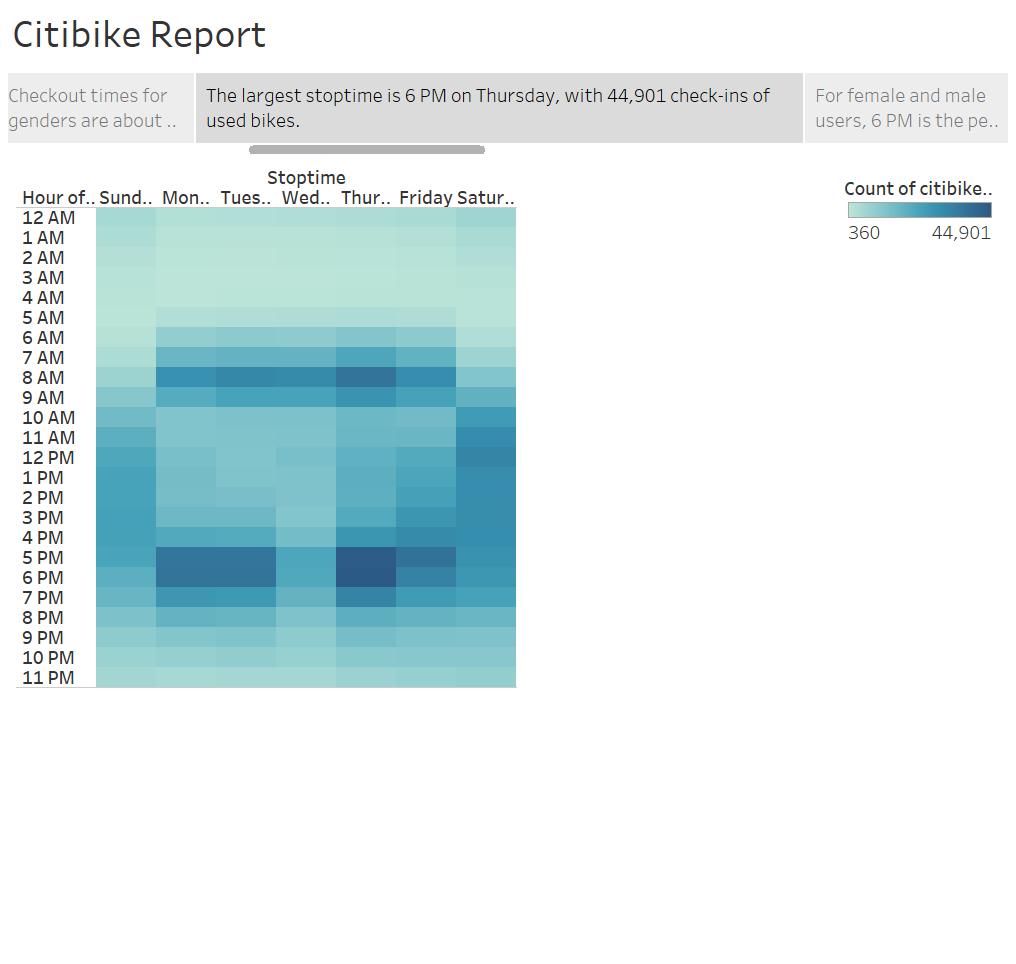 Citibike Report
Checkout times for
genders are about ..
The largest stoptime is 6 PM on Thursday, with 44,901 check-ins of
used bikes.
For female and male
users, 6 PM is the pe..
Stoptime
Hour of.. Sund.. Mon.. Tues.. Wed.. Thur.. Friday Satur..
12 AM
1 AM
2 AM
3 AM
4 AM
5 AM
6 AM
7 AM
8 AM
9 AM
10 AM
11 AM
12 PM
1 PM
2 PM
3 PM
4 PM
5 PM
6 PM
7 PM
8 PM
9 PM
10 PM
11 PM
Count of citibike..
360 44,901